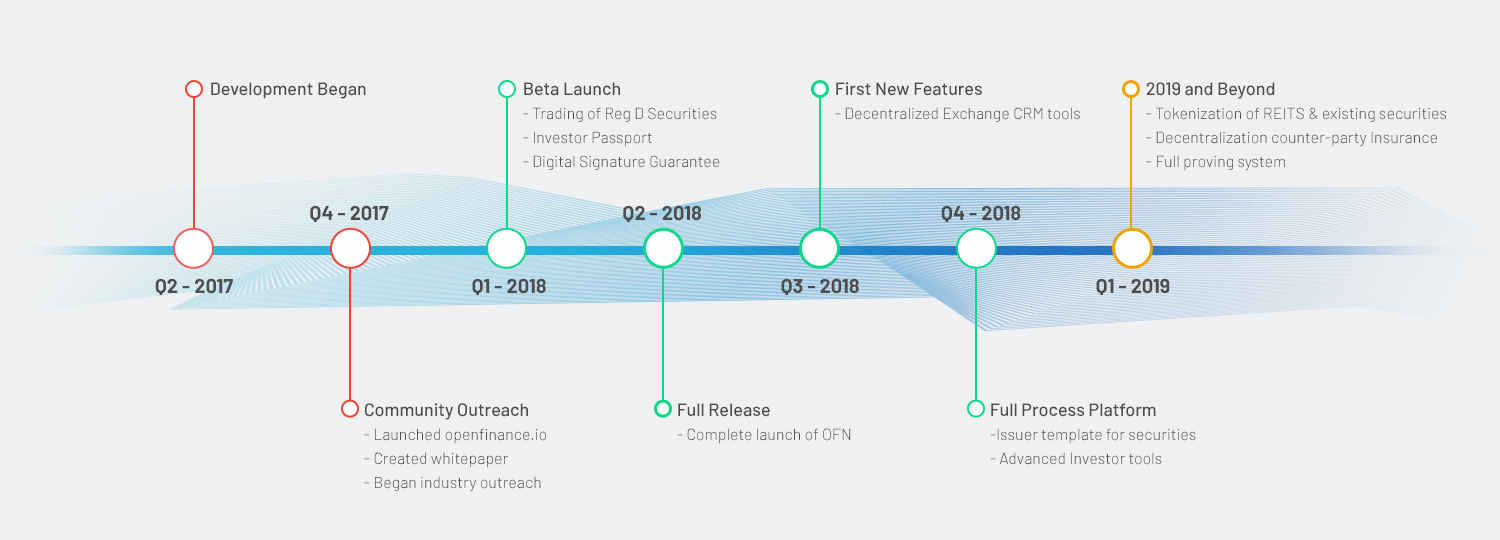 Development Began
Q2 - 2017
Q4 - 2017
Community Outreach
- Launched openfinance.io
- Created whitepaper
- Began industry outreach
Beta Launch
- Trading of Reg D Securities
- Investor Passport
- Digital Signature Guarantee
Q1 - 2018
Q2 - 2018
Full Release
- Complete launch of OFN
First New Features
- Decentralized Exchange CRM tools
Q3 - 2018
Q4 - 2018
Full Process Platform
-Issuer template for securities
- Advanced Investor tools
2019 and Beyond
- Tokenization of REITS & existing securities
- Decentralization counter-party Insurance
- Full proving system
Q1 - 2019